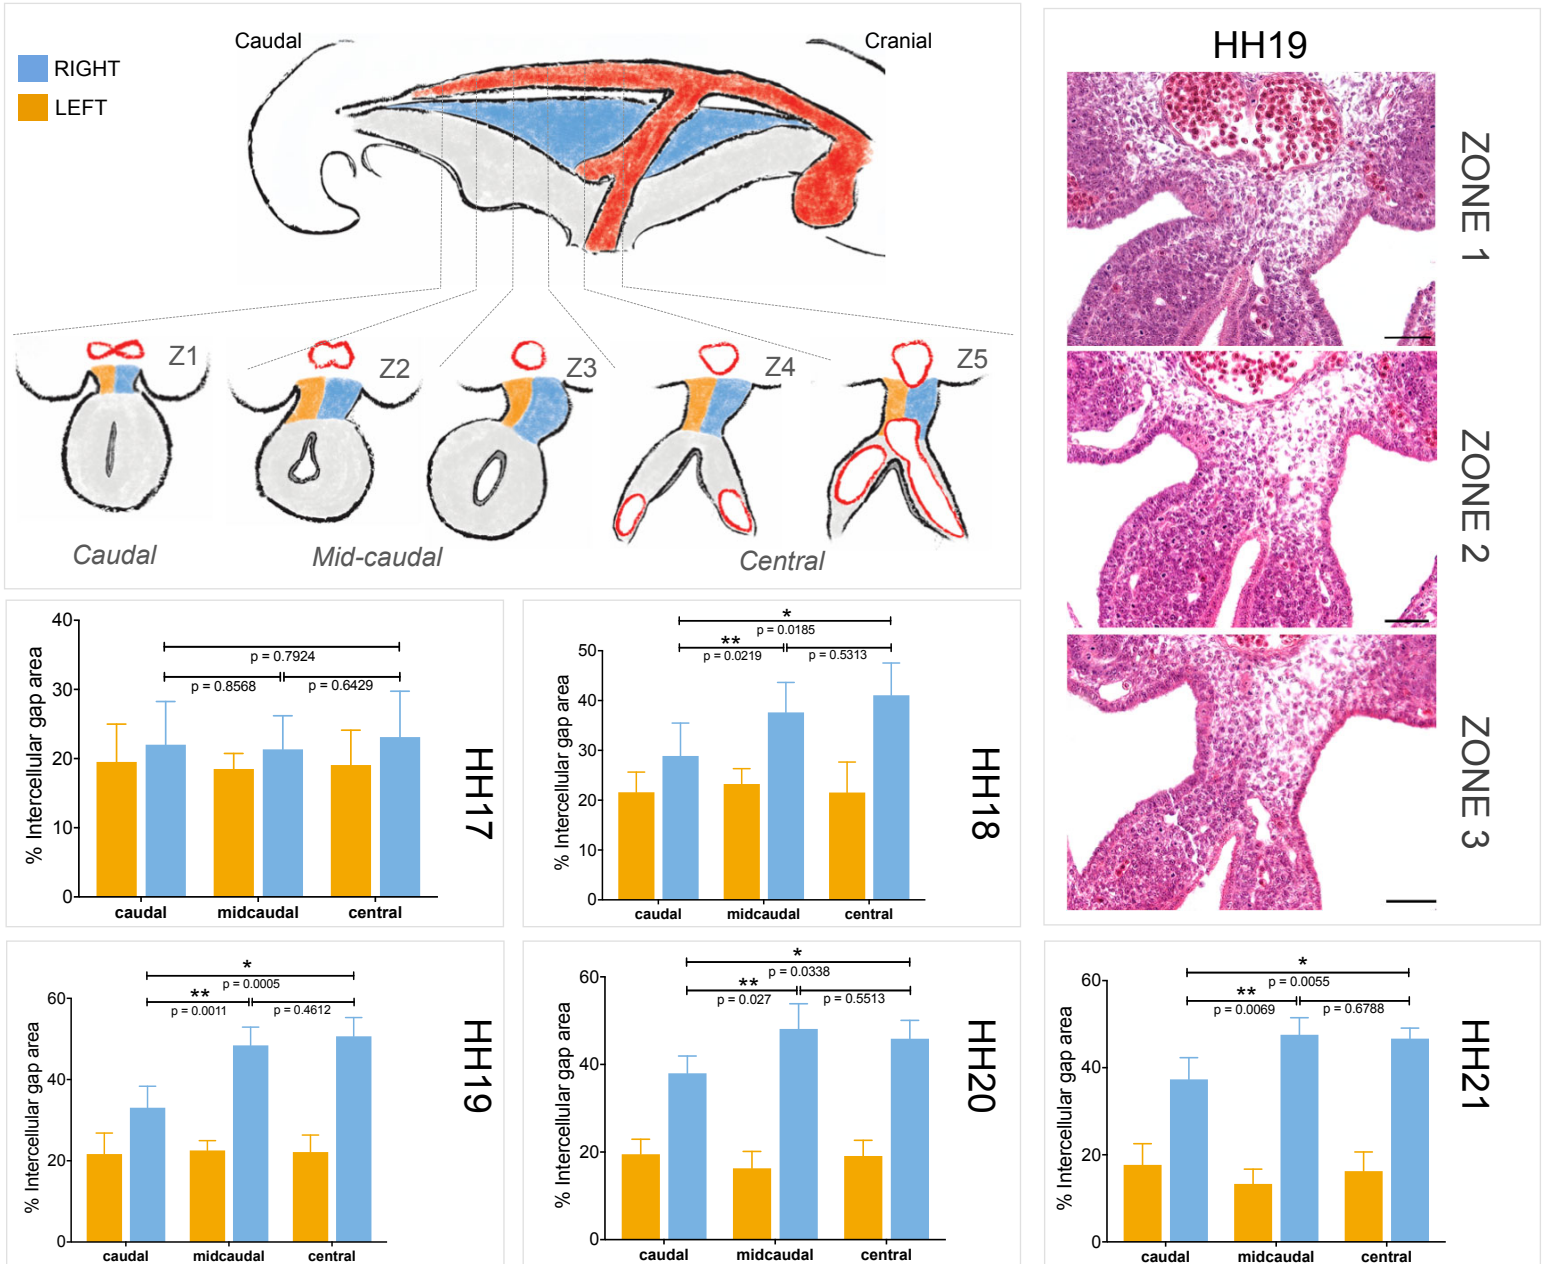 Caudal
Cranial
RIGHT
LEFT
Z1
Z2
Z3
Z4
Z5
Caudal
Mid-caudal
Central
HH19
ZONE 1
ZONE 2
ZONE 3
40
30
20
10
0
% Intercellular gap area
p = 0.7924
p = 0.8568
p = 0.6429
caudal
midcaudal
central
HH17
50
40
30
20
10
0
% Intercellular gap area
*
p = 0.0185
**
p = 0.0219
p = 0.5313
caudal
midcaudal
central
HH18
60
40
20
0
% Intercellular gap area
*
p = 0.0005
**
p = 0.0011
p = 0.4612
caudal
midcaudal
central
HH19
60
40
20
0
% Intercellular gap area
*
p = 0.0338
**
p = 0.027
p = 0.5513
caudal
midcaudal
central
HH20
60
40
20
0
% Intercellular gap area
*
p = 0.0055
**
p = 0.0069
p = 0.6788
caudal
midcaudal
central
HH21